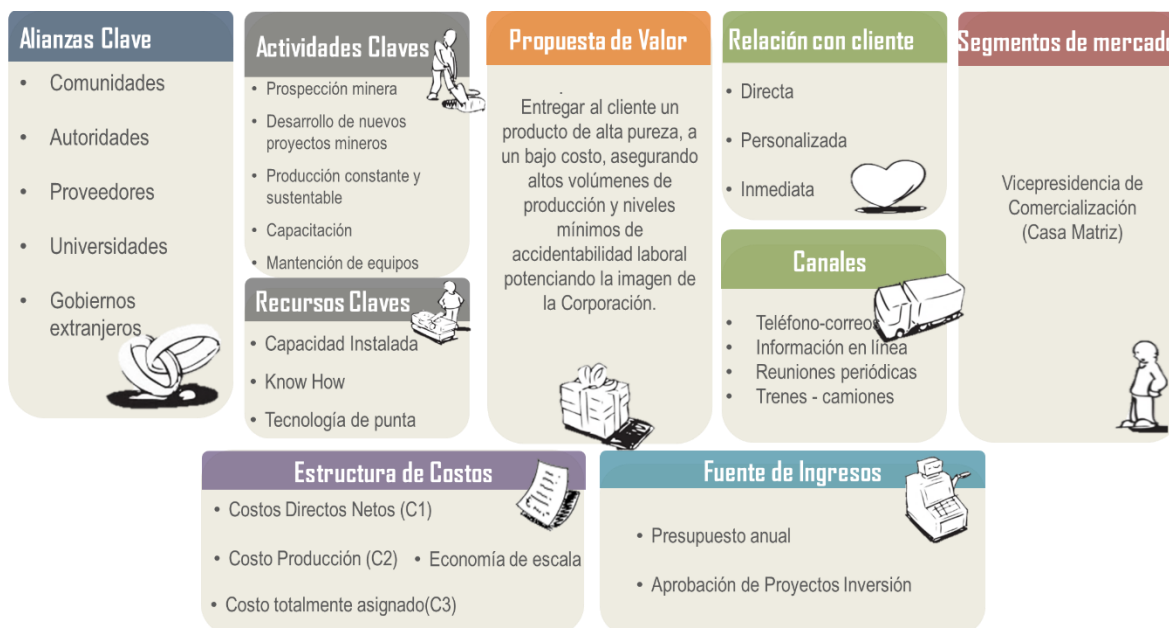 Alianzas Clave
• Comunidades
• Autoridades
• Proveedores
• Universidades
• Gobiernos
extranjeros
Actividades Claves
• Prospección minera
• Desarrollo de nuevos
proyectos mineros
• Producción constante y
sustentable
• Capacitación
• Mantención de equipos
Recursos Claves
• Capacidad Instalada
• Know How
• Tecnología de punta
Propuesta de Valor
.
Entregar al cliente un
producto de alta pureza, a
un bajo costo, asegurando
altos volúmenes de
producción y niveles
mínimos de
accidentabilidad laboral
potenciando la imagen de
la Corporación.
Relación con cliente
• Directa
• Personalizada
• Inmediata
Canales
• Teléfono-correos
• Información en línea
• Reuniones periódicas
• Trenes - camiones
Segmentos de mercado
Vicepresidencia de
Comercialización
(Casa Matriz)
Estructura de Costos
• Costos Directos Netos (C1)
• Costo Producción (C2) • Economía de escala
• Costo totalmente asignado(C3)
Fuente de Ingresos
• Presupuesto anual
• Aprobación de Proyectos Inversión